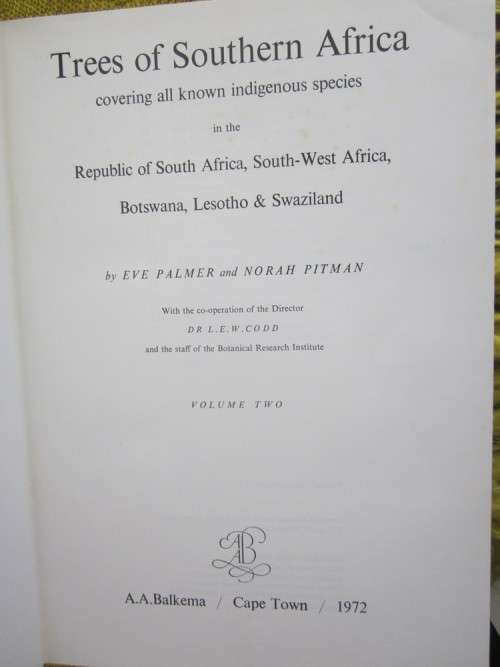 Trees of Southern Africa
covering all known indigenous species
in the
Republic of South Africa, South-West Africa,
Botswana, Lesotho & Swaziland
by EVE PALMER and NORAH PITMAN
With the co-operation of the Director
DR L.E.W.CODD
and the staff of the Botanical Research Institute
VOLUME TWO
AAB
A.A.Balkema / Cape Town / 1972